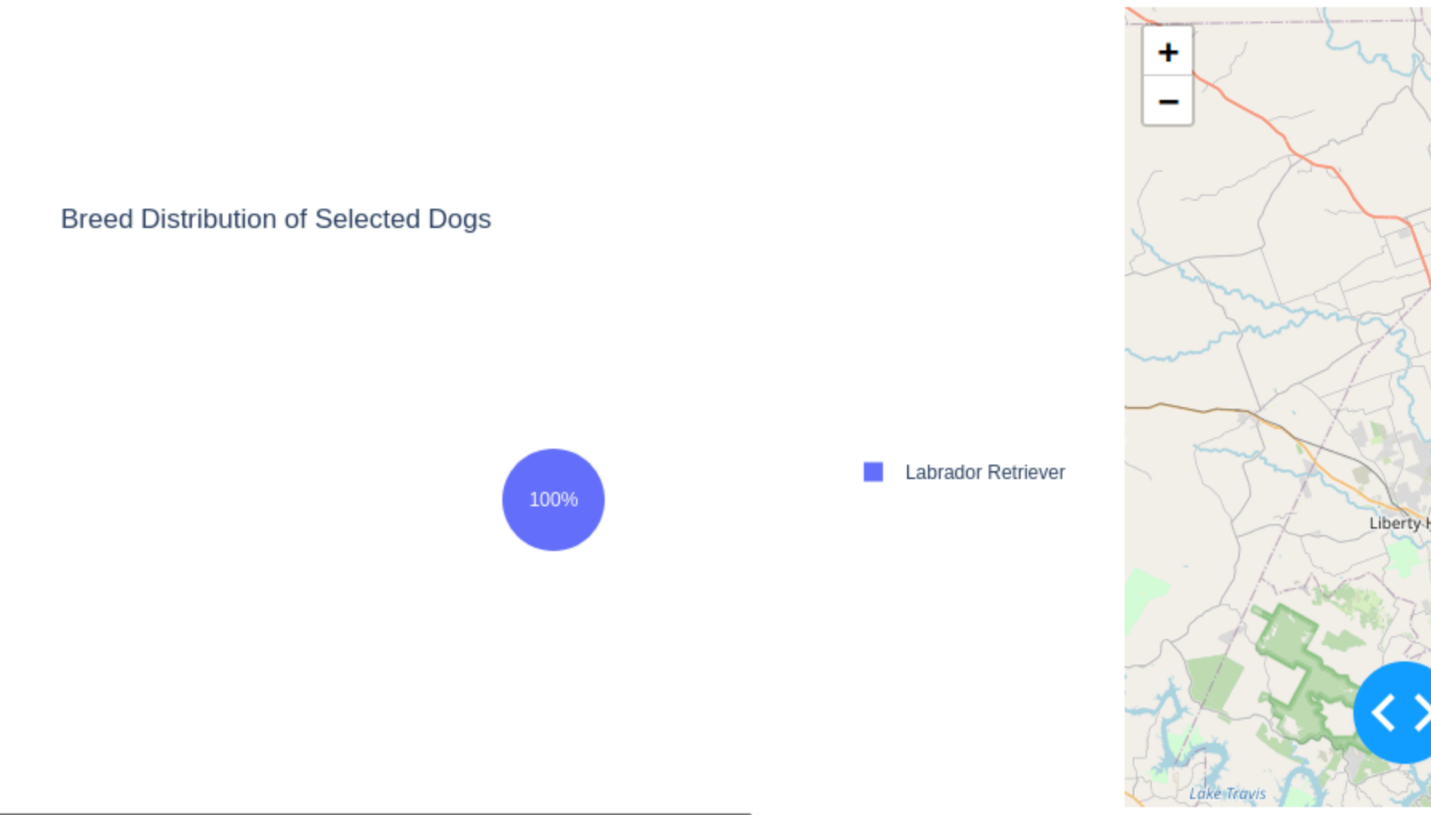 +
−
Breed Distribution of Selected Dogs
100%
Labrador Retriever
Liberty
Lake Travis